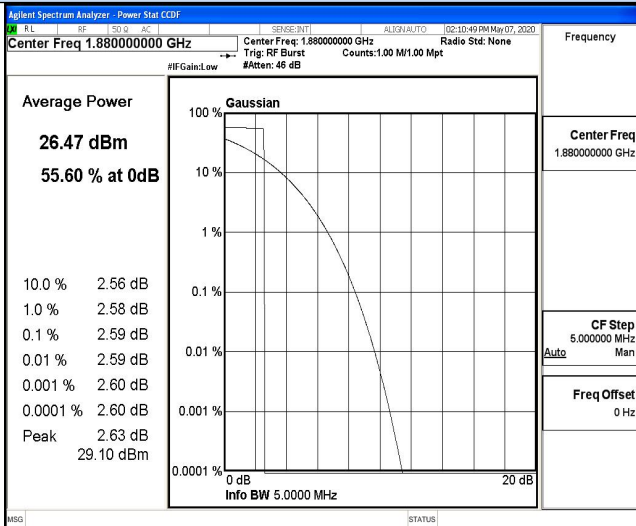 Agilent Spectrum Analyzer - Power Stat CCDF
RL RF 50 Ω AC SENSE:INT ALIGN AUTO 02:10:49 PM May 07, 2020
Center Freq 1.880000000 GHz
Center Freq: 1.880000000 GHz Radio Std: None
Trig: RF Burst Counts:1.00 M/1.00 Mpt
#IFGain:Low #Atten: 46 dB
Frequency
Average Power
26.47 dBm
55.60 % at 0dB
10.0 % 2.56 dB
1.0 % 2.58 dB
0.1 % 2.59 dB
0.01 % 2.59 dB
0.001 % 2.60 dB
0.0001 % 2.60 dB
Peak 2.63 dB
29.10 dBm
Gaussian
100 %
10 %
1 %
0.1 %
0.01 %
0.001 %
0.0001 %
0 dB 20 dB
Info BW 5.0000 MHz
Center Freq
1.880000000 GHz
CF Step
5.000000 MHz
Auto Man
Freq Offset
0 Hz
MSG STATUS